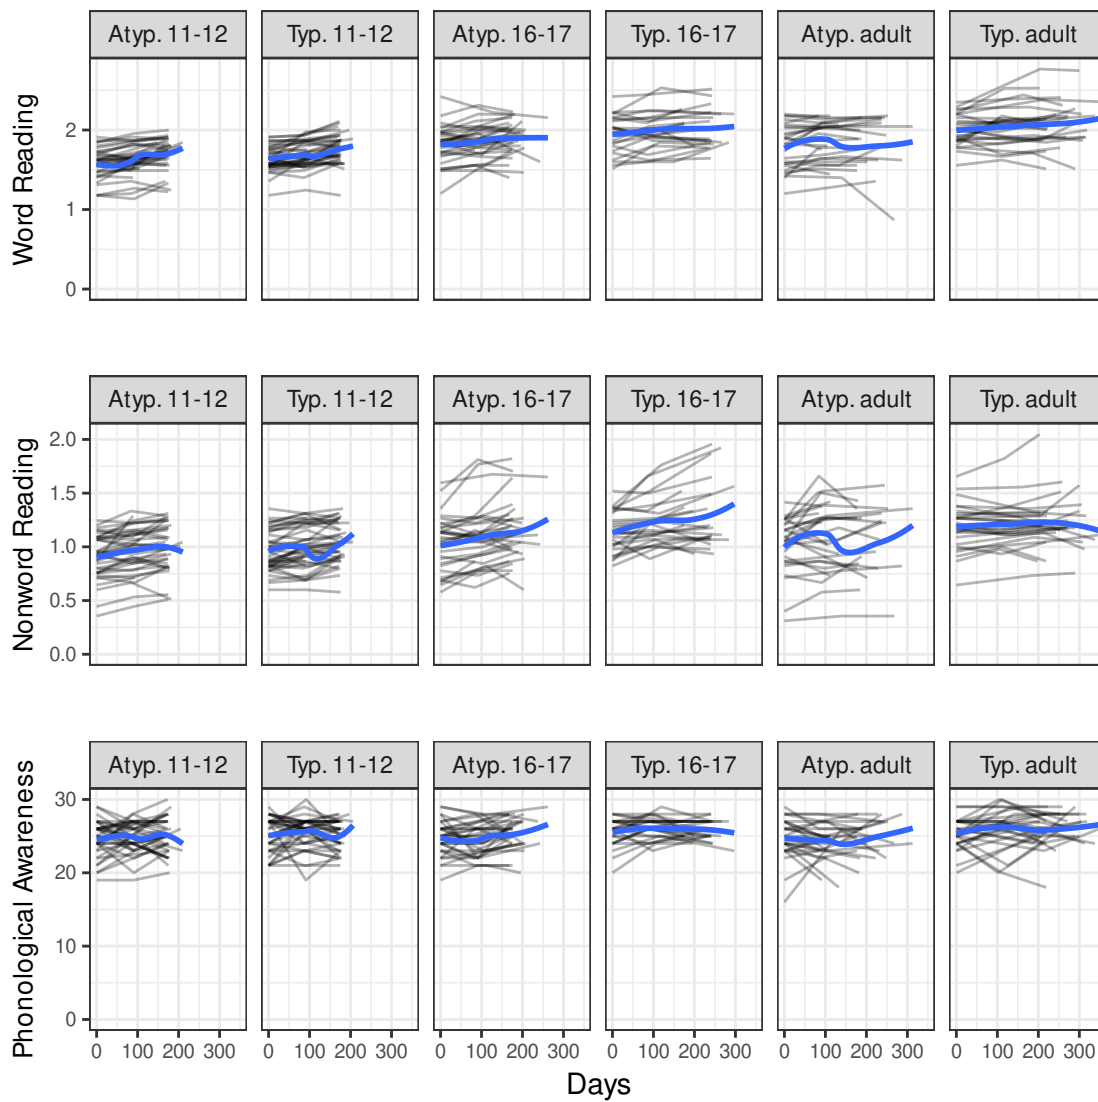 Atyp. 11-12 Typ. 11-12 Atyp. 16-17 Typ. 16-17 Atyp. adult Typ. adult
Word Reading
2
1
0
Atyp. 11-12 Typ. 11-12 Atyp. 16-17 Typ. 16-17 Atyp. adult Typ. adult
Nonword Reading
2.0
1.5
1.0
0.5
0.0
Atyp. 11-12 Typ. 11-12 Atyp. 16-17 Typ. 16-17 Atyp. adult Typ. adult
Phonological Awareness
30
20
10
0
0 100 200 300 0 100 200 300 0 100 200 300 0 100 200 300 0 100 200 300 0 100 200 300
Days